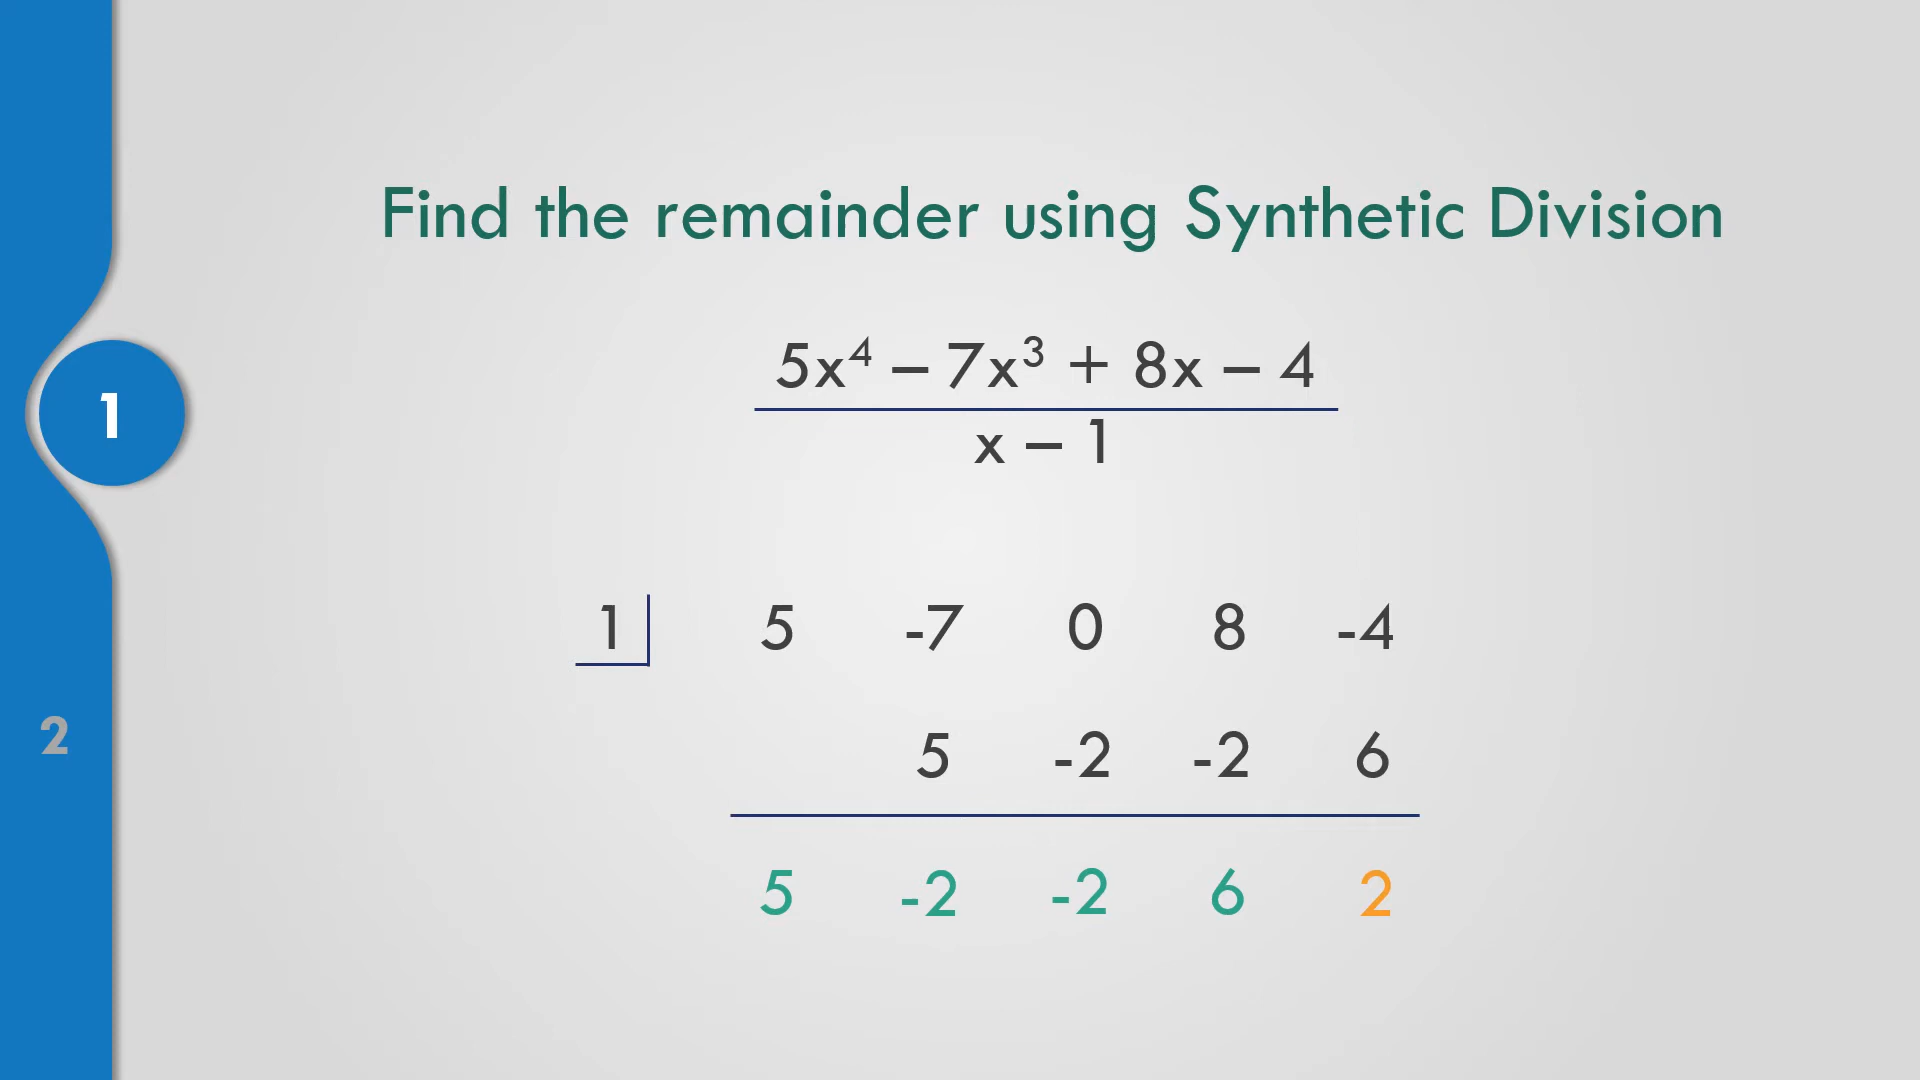 Find the remainder using Synthetic Division
5x⁴ – 7x³ + 8x – 4
x – 1
1
1 5 -7 0 8 -4
2
5 -2 -2 6
5 -2 -2 6 2